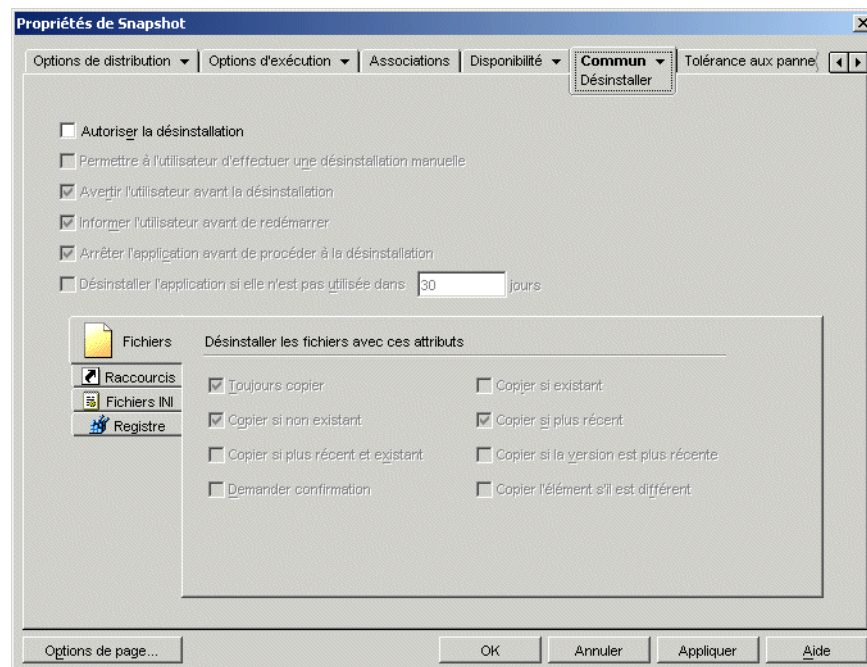 Propriétés de Snapshot
Options de distribution Options d'exécution Associations Disponibilité Commun Tolérance aux panne
Désinstaller
Autoriser la désinstallation
Permettre à l'utilisateur d'effectuer une désinstallation manuelle
Avertir l'utilisateur avant la désinstallation
Informer l'utilisateur avant de redémarrer
Arrêter l'application avant de procéder à la désinstallation
Désinstaller l'application si elle n'est pas utilisée dans 30 jours
Fichiers Désinstaller les fichiers avec ces attributs
Raccourcis Toujours copier Copier si existant
Fichiers INI
Registre Copier si non existant Copier si plus récent
Copier si plus récent et existant Copier si la version est plus récente
Demander confirmation Copier l'élément s'il est différent
Options de page... OK Annuler Appliquer Aide